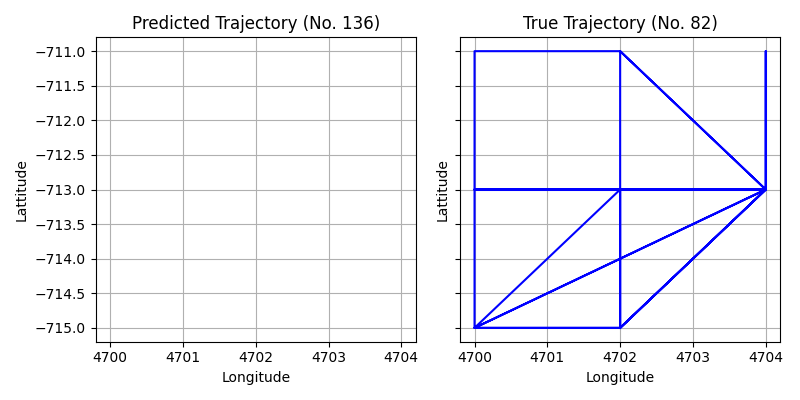 Predicted Trajectory (No. 136)
True Trajectory (No. 82)
−711.0
−711.5
−712.0
−712.5
−713.0
−713.5
−714.0
−714.5
−715.0
Lattitude
Lattitude
4700 4701 4702 4703 4704
4700 4701 4702 4703 4704
Longitude
Longitude